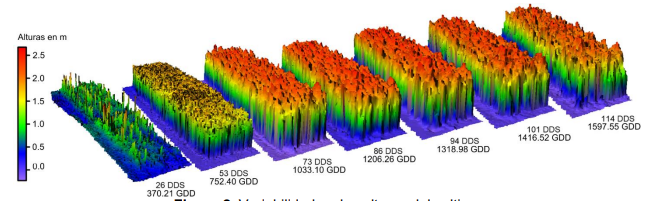 Alturas en m
2.5
2.0
1.5
1.0
0.5
0.0
26 DDS
370.21 GDD
53 DDS
752.40 GDD
73 DDS
1033.10 GDD
86 DDS
1206.26 GDD
94 DDS
1318.98 GDD
101 DDS
1416.52 GDD
114 DDS
1597.55 GDD